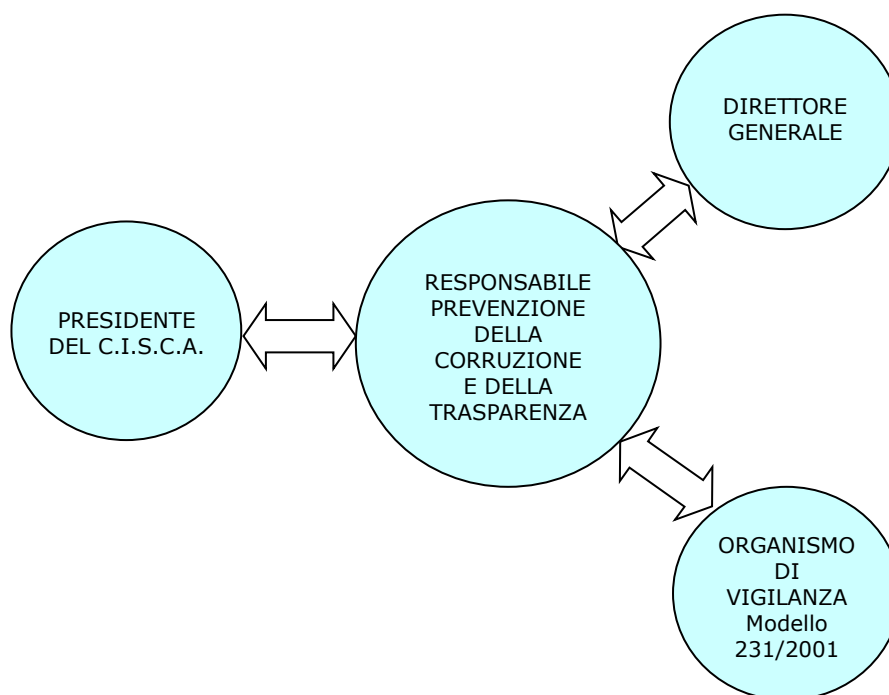 DIRETTORE
GENERALE
PRESIDENTE
DEL C.I.S.C.A.
RESPONSABILE
PREVENZIONE
DELLA
CORRUZIONE
E DELLA
TRASPARENZA
ORGANISMO
DI
VIGILANZA
Modello
231/2001